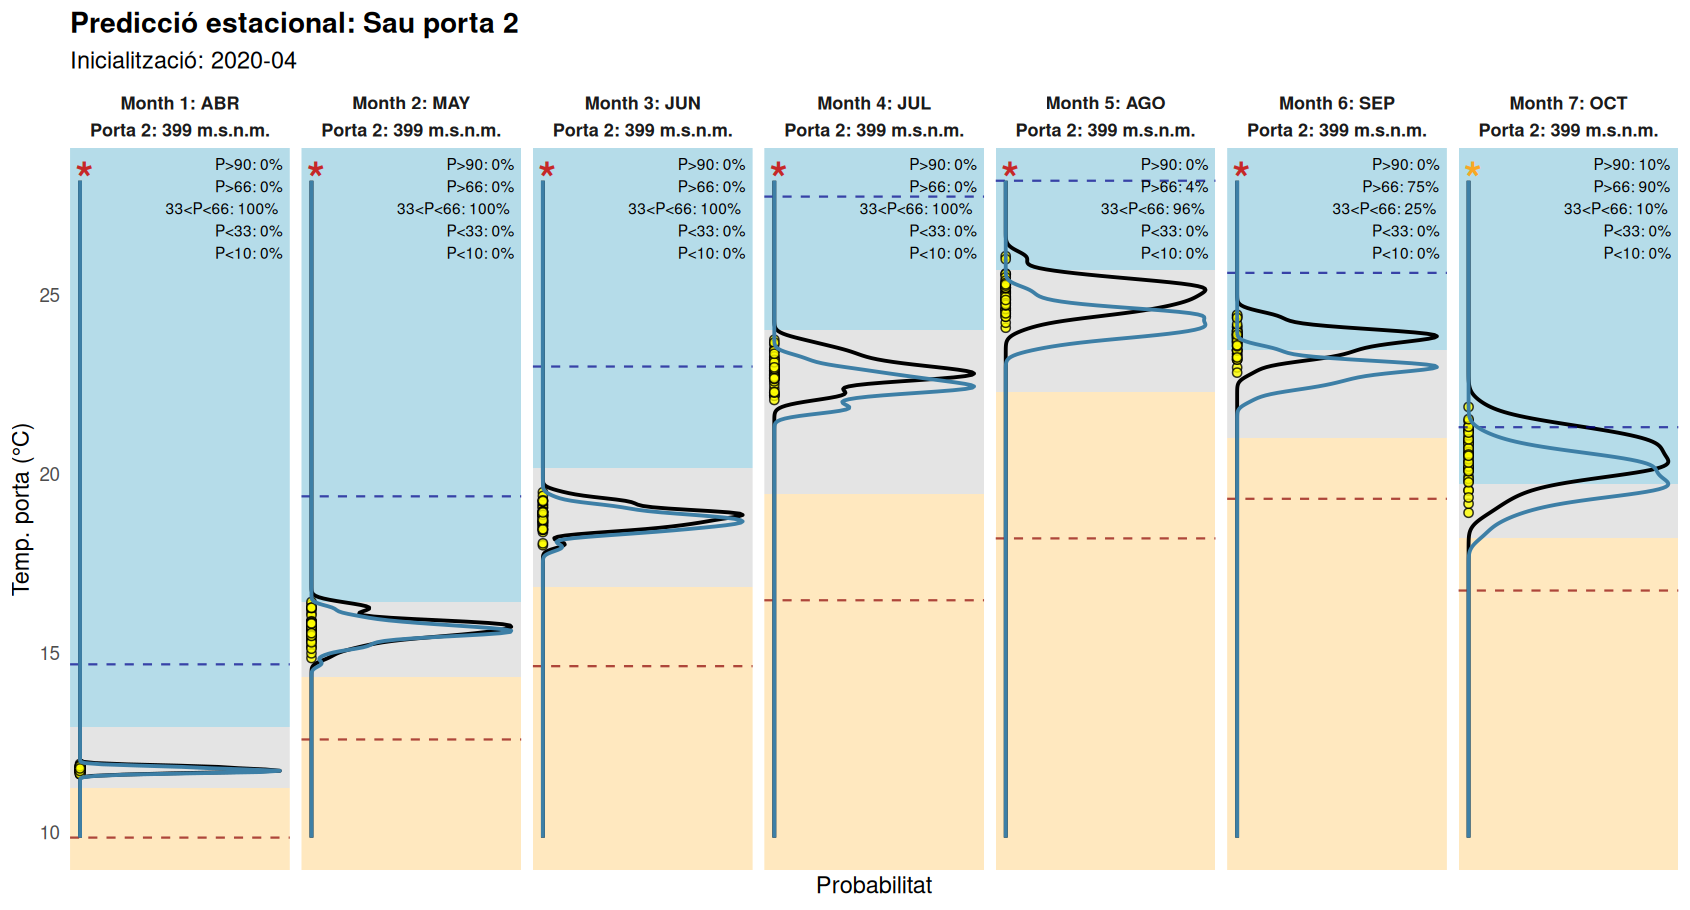 Predicció estacional: Sau porta 2
Inicialització: 2020-04
Month 1: ABR
Porta 2: 399 m.s.n.m.
Month 2: MAY
Porta 2: 399 m.s.n.m.
Month 3: JUN
Porta 2: 399 m.s.n.m.
Month 4: JUL
Porta 2: 399 m.s.n.m.
Month 5: AGO
Porta 2: 399 m.s.n.m.
Month 6: SEP
Porta 2: 399 m.s.n.m.
Month 7: OCT
Porta 2: 399 m.s.n.m.
*
P>90: 0%
P>66: 0%
33<P<66: 100%
P<33: 0%
P<10: 0%
*
P>90: 0%
P>66: 0%
33<P<66: 100%
P<33: 0%
P<10: 0%
*
P>90: 0%
P>66: 0%
33<P<66: 100%
P<33: 0%
P<10: 0%
*
P>90: 0%
P>66: 0%
33<P<66: 100%
P<33: 0%
P<10: 0%
*
P>90: 0%
P>66: 4%
33<P<66: 96%
P<33: 0%
P<10: 0%
*
P>90: 0%
P>66: 75%
33<P<66: 25%
P<33: 0%
P<10: 0%
*
P>90: 10%
P>66: 90%
33<P<66: 10%
P<33: 0%
P<10: 0%
Temp. porta (°C)
25
20
15
10
Probabilitat